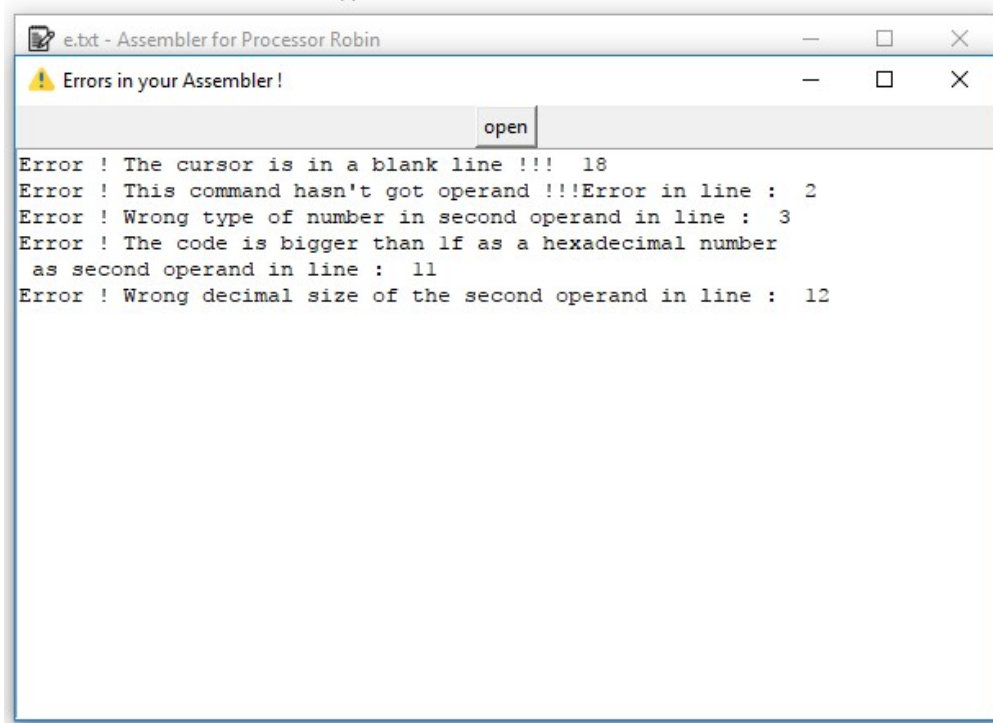 e.txt - Assembler for Processor Robin
Errors in your Assembler !
open
Error ! The cursor is in a blank line !!!  18
Error ! This command hasn't got operand !!!Error in line :  2
Error ! Wrong type of number in second operand in line :  3
Error ! The code is bigger than 1f as a hexadecimal number
 as second operand in line :  11
Error ! Wrong decimal size of the second operand in line :  12